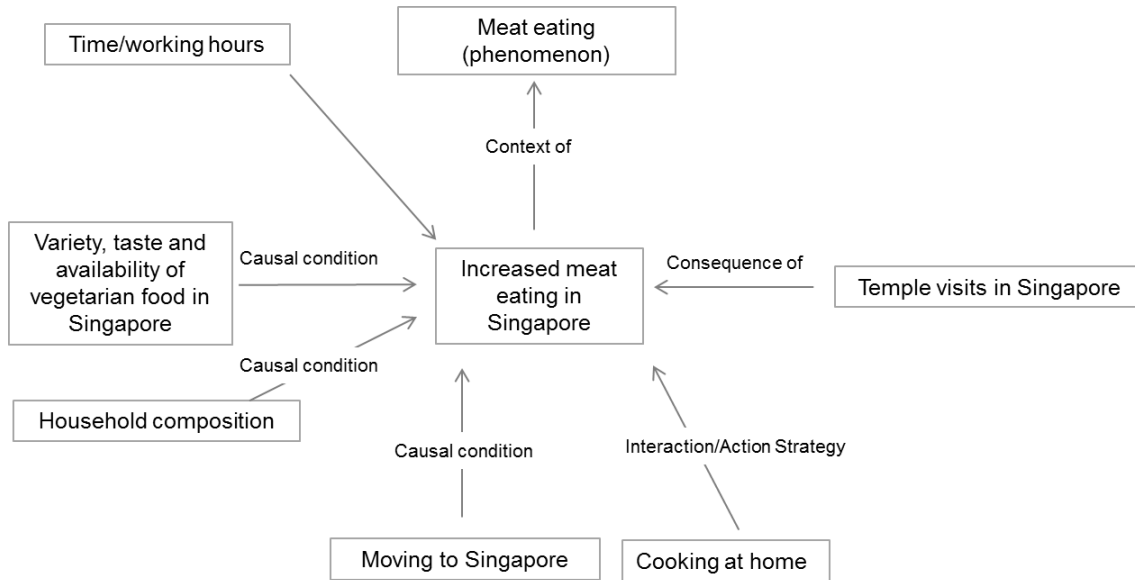 Time/working hours
Meat eating
(phenomenon)
Context of
Variety, taste and
availability of
vegetarian food in
Singapore
Causal condition
Increased meat
eating in
Singapore
Consequence of
Temple visits in Singapore
Causal condition
Household composition
Causal condition
Interaction/Action Strategy
Moving to Singapore
Cooking at home